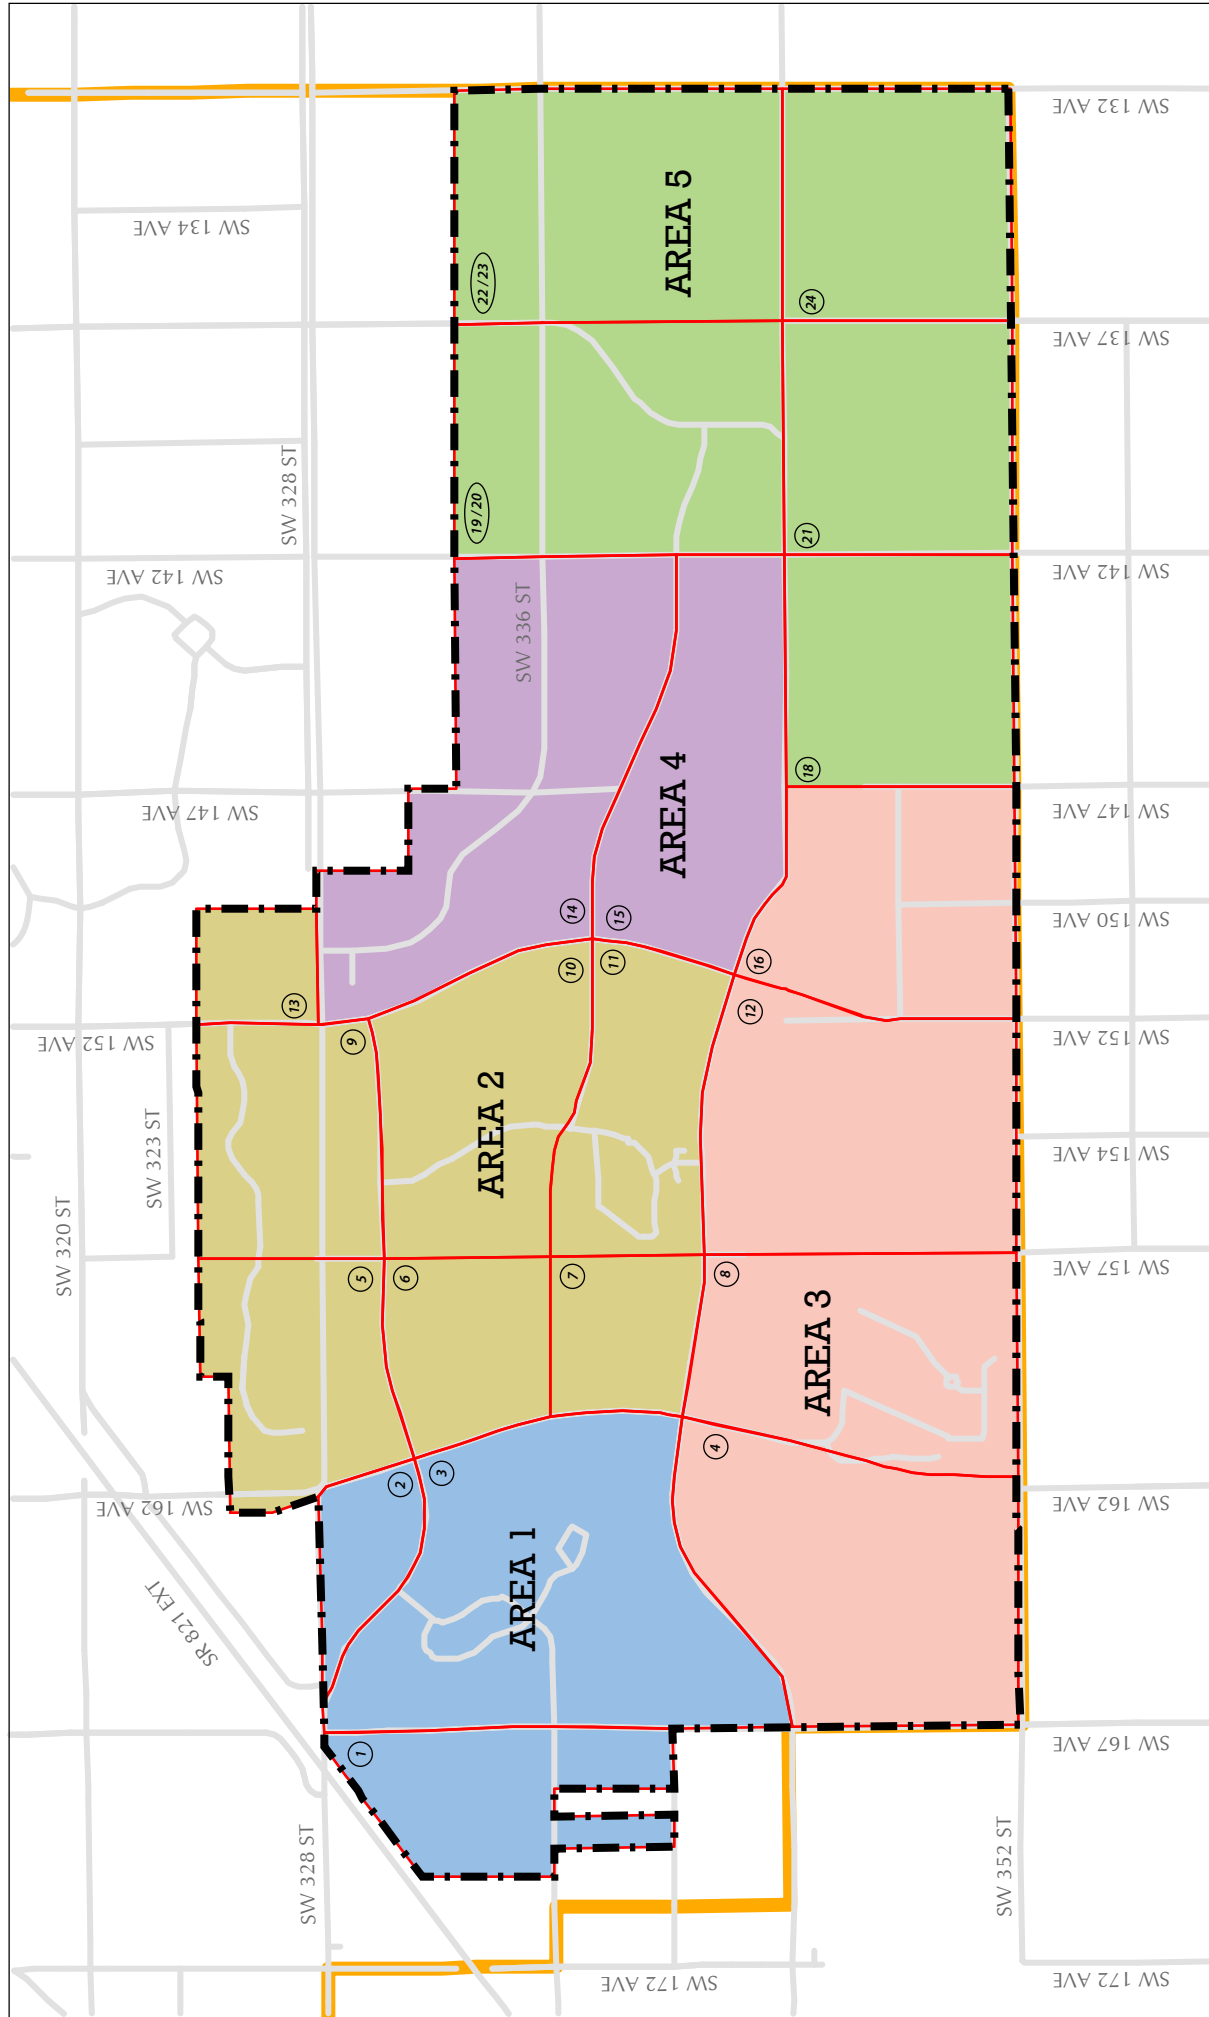 SW 132 AVE
SW 134 AVE
AREA 5
22/23
24
SW 137 AVE
SW 328 ST
19/20
21
SW 142 AVE
SW 142 AVE
SW 336 ST
SW 147 AVE
AREA 4
18
SW 147 AVE
14
15
SW 150 AVE
10
11
16
13
12
9
SW 152 AVE
SW 152 AVE
SW 323 ST
AREA 2
SW 154 AVE
SW 320 ST
5
6
7
8
SW 157 AVE
AREA 3
2
3
4
SW 162 AVE
SW 162 AVE
SR 821 EXT
AREA 1
1
SW 167 AVE
SW 328 ST
SW 352 ST
SW 172 AVE
SW 172 AVE